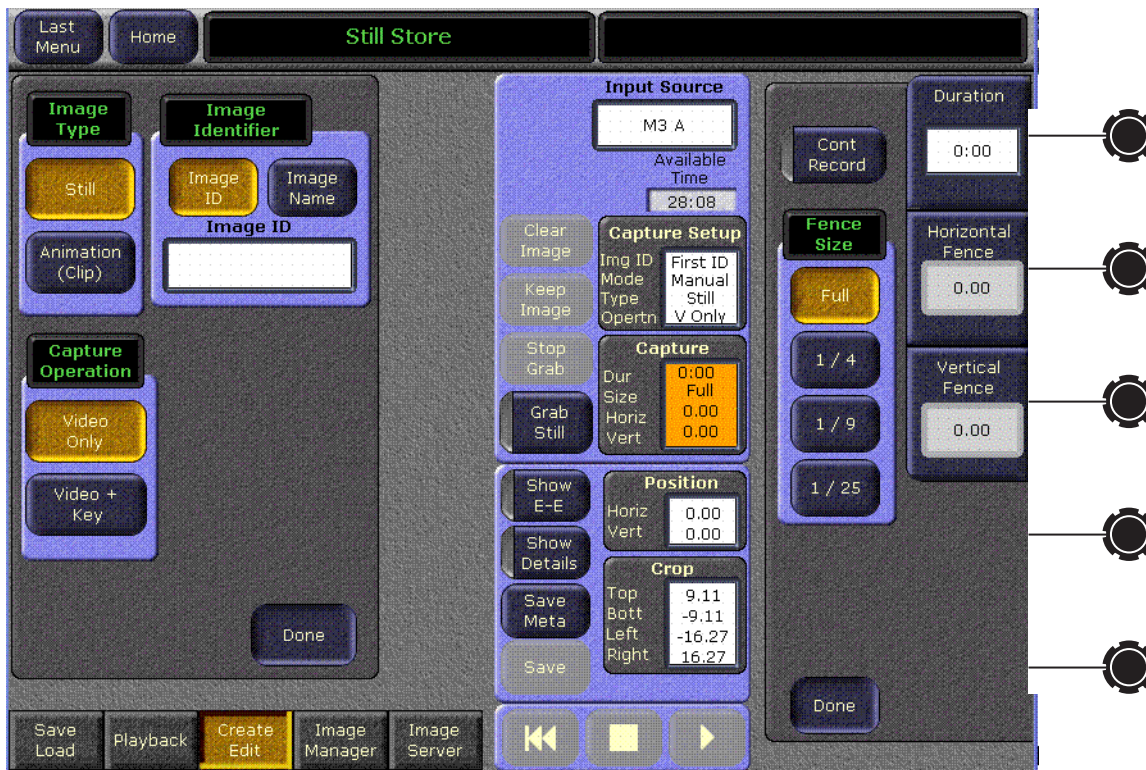 Last
Menu
Home
Still Store
Image
Type
Still
Animation
(Clip)
Image
Identifier
Image
ID
Image
Name
Image ID
Capture
Operation
Video
Only
Video +
Key
Done
Input Source
M3 A
Available
Time
28:08
Clear
Image
Keep
Image
Stop
Grab
Grab
Still
Capture Setup
Img ID First ID
Mode Manual
Type Still
Opertn V Only
Capture
Dur 0:00
Size Full
Horiz 0.00
Vert 0.00
Show
E-E
Show
Details
Save
Meta
Save
Position
Horiz 0.00
Vert 0.00
Crop
Top 9.11
Bott -9.11
Left -16.27
Right 16.27
Cont
Record
Fence
Size
Full
1 / 4
1 / 9
1 / 25
Done
Duration
0:00
Horizontal
Fence
0.00
Vertical
Fence
0.00
Save
Load
Playback
Create
Edit
Image
Manager
Image
Server